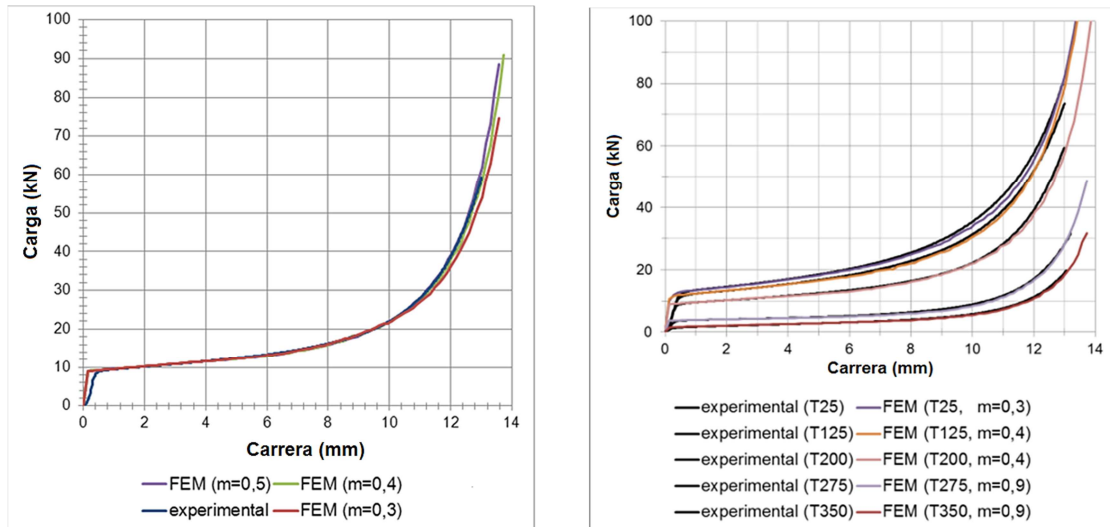 100
90
80
70
60
50
40
30
20
10
0
Carga (kN)
0 2 4 6 8 10 12 14
Carrera (mm)
FEM (m=0,5) FEM (m=0,4)
experimental FEM (m=0,3)
100
80
60
40
20
0
Carga (kN)
0 2 4 6 8 10 12 14
Carrera (mm)
experimental (T25) FEM (T25, m=0,3)
experimental (T125) FEM (T125, m=0,4)
experimental (T200) FEM (T200, m=0,4)
experimental (T275) FEM (T275, m=0,9)
experimental (T350) FEM (T350, m=0,9)